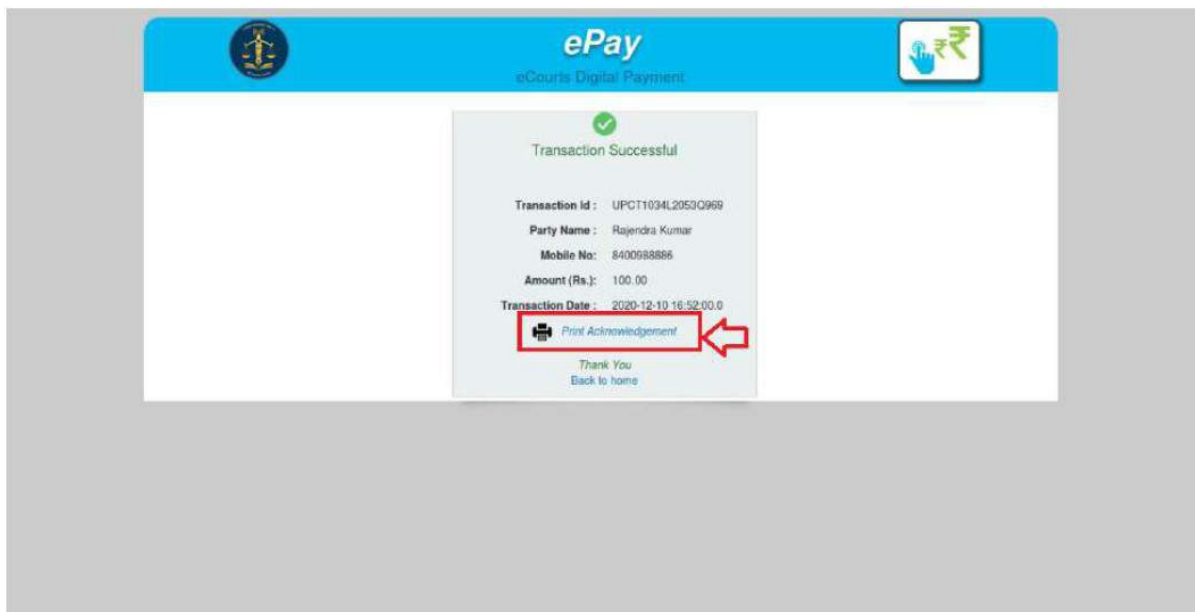 ePay
eCourts Digital Payment
₹₹
Transaction Successful
Transaction Id : UPCT1034L2053Q969
Party Name : Rajendra Kumar
Mobile No: 8400988886
Amount (Rs.): 100.00
Transaction Date : 2020-12-10 16:52:00.0
Print Acknowledgement
Thank You
Back to home